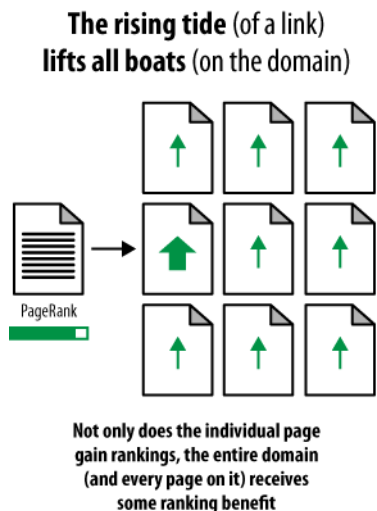 The rising tide (of a link)
lifts all boats (on the domain)
PageRank
Not only does the individual page
gain rankings, the entire domain
(and every page on it) receives
some ranking benefit